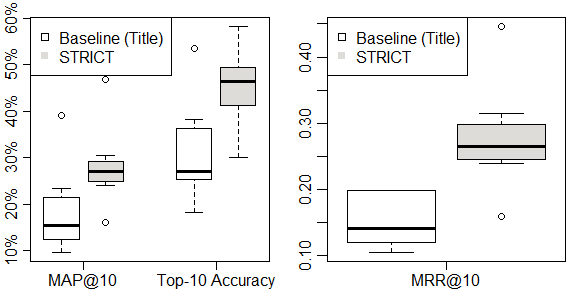 60%
50%
40%
30%
20%
10%
Baseline (Title)
STRICT
MAP@10
Top-10 Accuracy
0.40
0.30
0.20
0.10
Baseline (Title)
STRICT
MRR@10